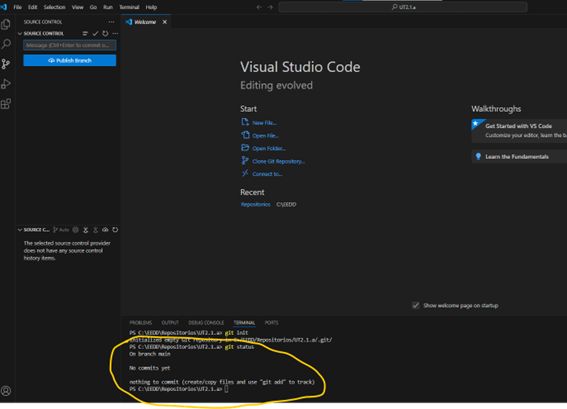 File Edit Selection View Go Run Terminal Help
UT2.1.a
SOURCE CONTROL
Welcome
SOURCE CONTROL
Message (Ctrl+Enter to commit o...
Publish Branch
Visual Studio Code
Editing evolved
Start
New File...
Open File...
Open Folder...
Clone Git Repository...
Connect to...
Recent
Repositorios C:\EEDD
Walkthroughs
Get Started with VS Code
Customize your editor, learn the ba
Learn the Fundamentals
SOURCE C... Auto
The selected source control provider
does not have any source control
history items.
Show welcome page on startup
PROBLEMS OUTPUT DEBUG CONSOLE TERMINAL PORTS
PS C:\EEDD\Repositorios\UT2.1.a> git init
Initialized empty Git repository in C:/EEDD/Repositorios/UT2.1.a/.git/
PS C:\EEDD\Repositorios\UT2.1.a> git status
On branch main
No commits yet
nothing to commit (create/copy files and use "git add" to track)
PS C:\EEDD\Repositorios\UT2.1.a>